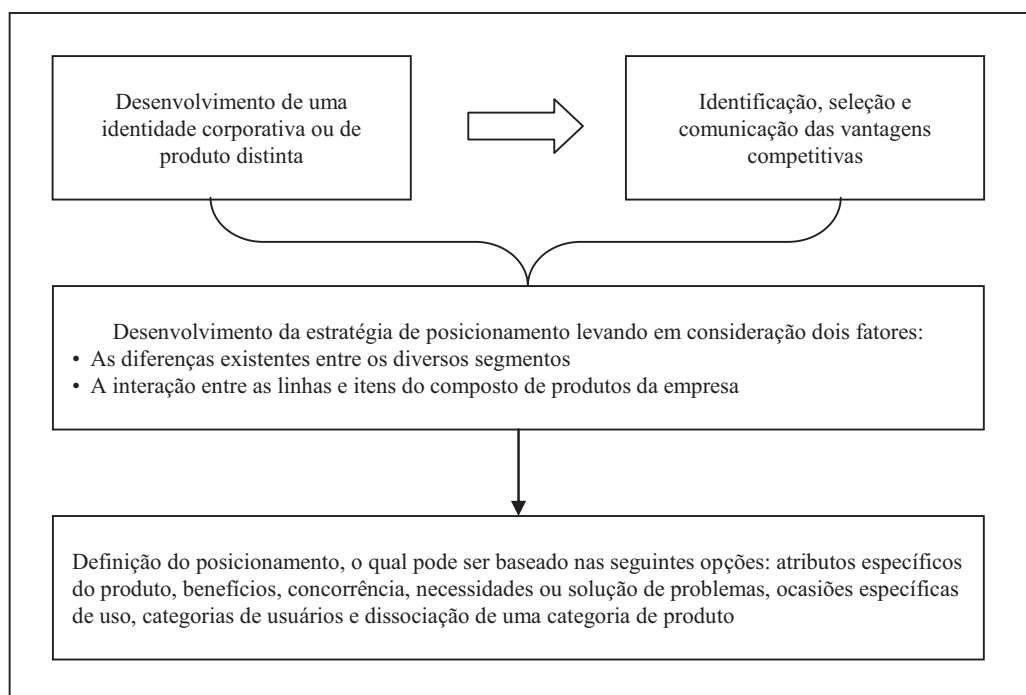 Desenvolvimento de uma
identidade corporativa ou de
produto distinta
Identificação, seleção e
comunicação das vantagens
competitivas
Desenvolvimento da estratégia de posicionamento levando em consideração dois fatores:
• As diferenças existentes entre os diversos segmentos
• A interação entre as linhas e itens do composto de produtos da empresa
Definição do posicionamento, o qual pode ser baseado nas seguintes opções: atributos específicos
do produto, benefícios, concorrência, necessidades ou solução de problemas, ocasiões específicas
de uso, categorias de usuários e dissociação de uma categoria de produto